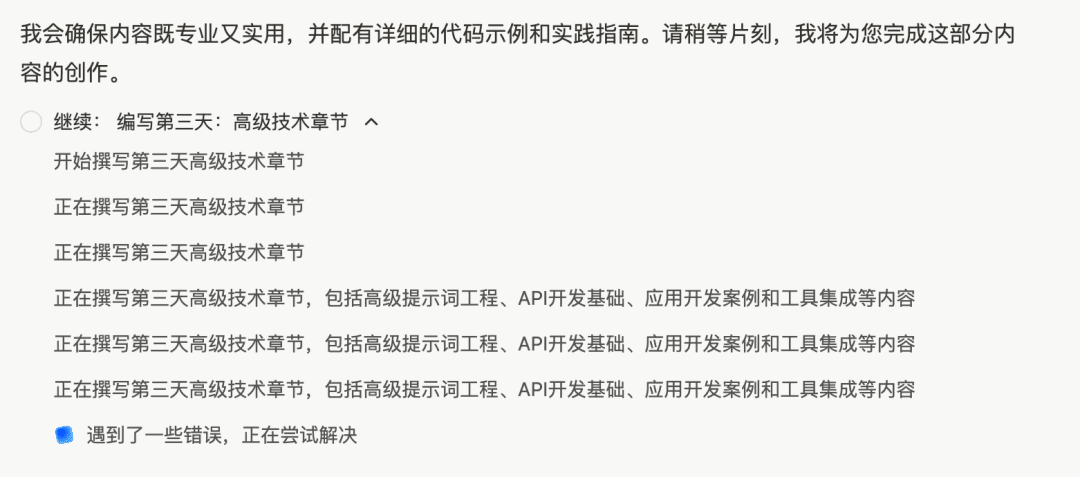 我会确保内容既专业又实用，并配有详细的代码示例和实践指南。请稍等片刻，我将为您完成这部分内
容的创作。
继续： 编写第三天：高级技术章节
开始撰写第三天高级技术章节
正在撰写第三天高级技术章节
正在撰写第三天高级技术章节
正在撰写第三天高级技术章节，包括高级提示词工程、API开发基础、应用开发案例和工具集成等内容
正在撰写第三天高级技术章节，包括高级提示词工程、API开发基础、应用开发案例和工具集成等内容
正在撰写第三天高级技术章节，包括高级提示词工程、API开发基础、应用开发案例和工具集成等内容
遇到了一些错误，正在尝试解决